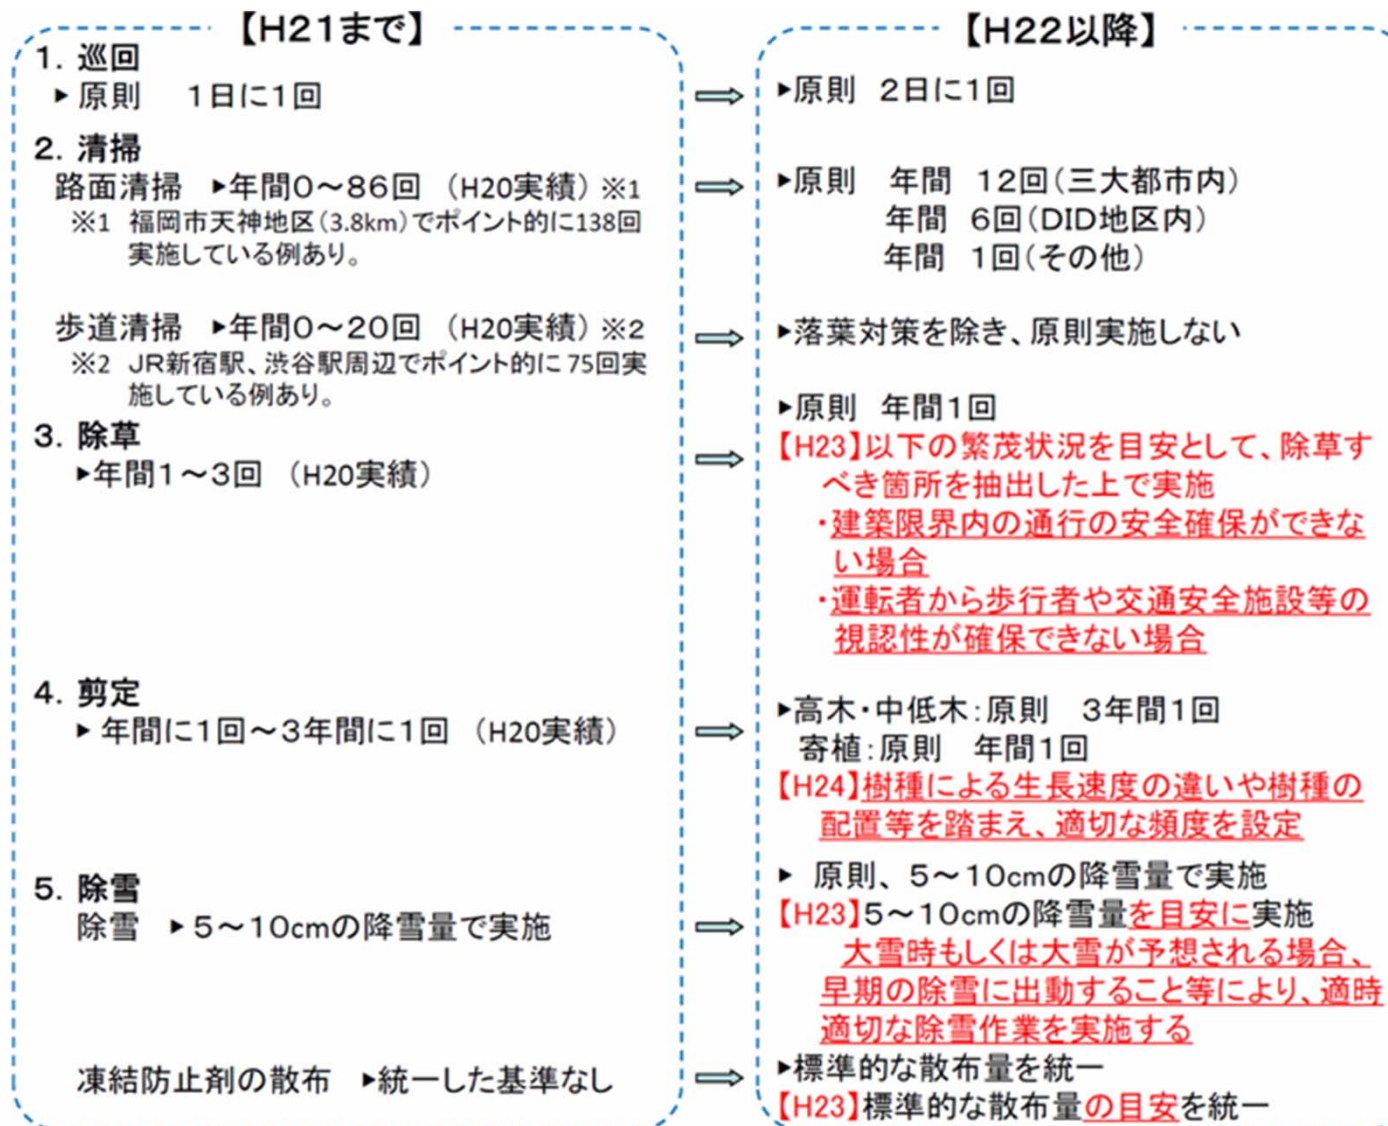 【H21まで】
1. 巡回
▶原則 1日に1回
2. 清掃
路面清掃 ▶年間0～86回 (H20実績)※1
※1 福岡市天神地区(3.8km)でポイント的に138回
実施している例あり。
歩道清掃 ▶年間0～20回 (H20実績)※2
※2 JR新宿駅、渋谷駅周辺でポイント的に75回実
施している例あり。
3. 除草
▶年間1～3回 (H20実績)
4. 剪定
▶年間に1回～3年間に1回 (H20実績)
5. 除雪
除雪 ▶5～10cmの降雪量で実施
凍結防止剤の散布 ▶統一した基準なし
【H22以降】
▶原則 2日に1回
▶原則 年間 12回(三大都市内)
年間 6回(DID地区内)
年間 1回(その他)
▶落葉対策を除き、原則実施しない
▶原則 年間1回
【H23】以下の繁茂状況を目安として、除草す
べき箇所を抽出した上で実施
・建築限界内の通行の安全確保ができな
い場合
・運転者から歩行者や交通安全施設等の
視認性が確保できない場合
▶高木・中低木:原則 3年間1回
寄植:原則 年間1回
【H24】樹種による生長速度の違いや樹種の
配置等を踏まえ、適切な頻度を設定
▶原則、5～10cmの降雪量で実施
【H23】5～10cmの降雪量を目安に実施
大雪時もしくは大雪が予想される場合、
早期の除雪に出動すること等により、適時
適切な除雪作業を実施する
▶標準的な散布量を統一
【H23】標準的な散布量の目安を統一